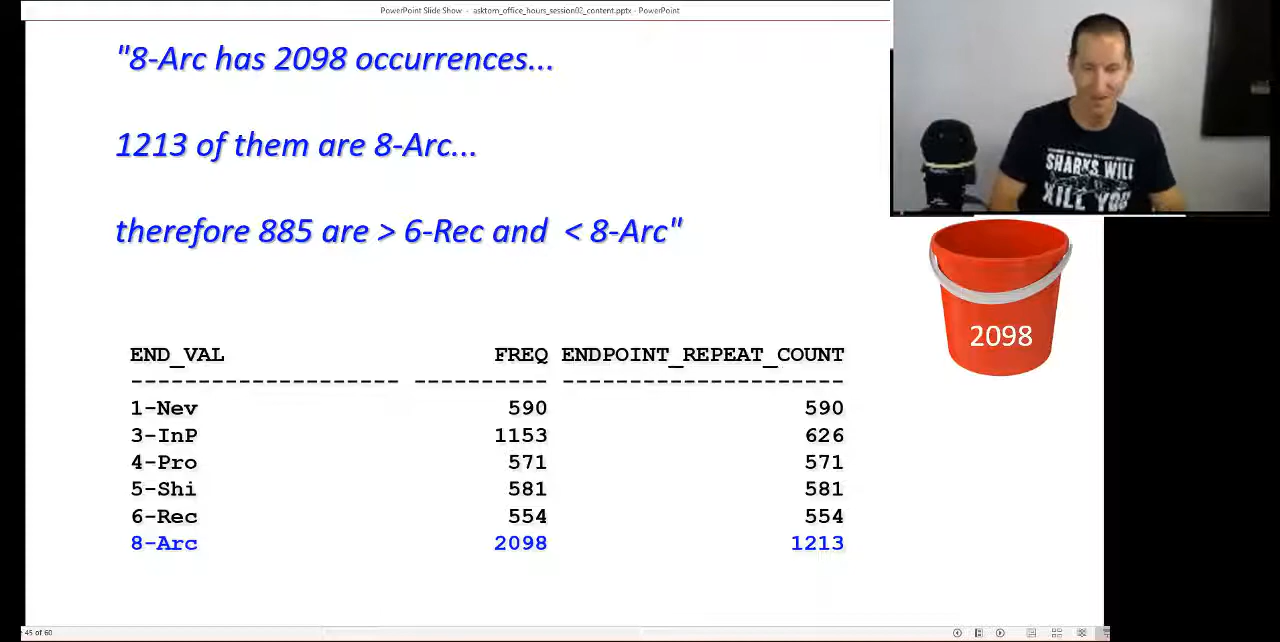 PowerPoint Slide Show - asktom_office_hours_session02_content.pptx - PowerPoint
"8-Arc has 2098 occurrences...
1213 of them are 8-Arc...
therefore 885 are > 6-Rec and < 8-Arc"
SHARKS WILL
KILL YOU
2098
END_VAL FREQ ENDPOINT_REPEAT_COUNT
-------------------- ---------- ---------------------
1-Nev 590 590
3-InP 1153 626
4-Pro 571 571
5-Shi 581 581
6-Rec 554 554
8-Arc 2098 1213
45 of 60